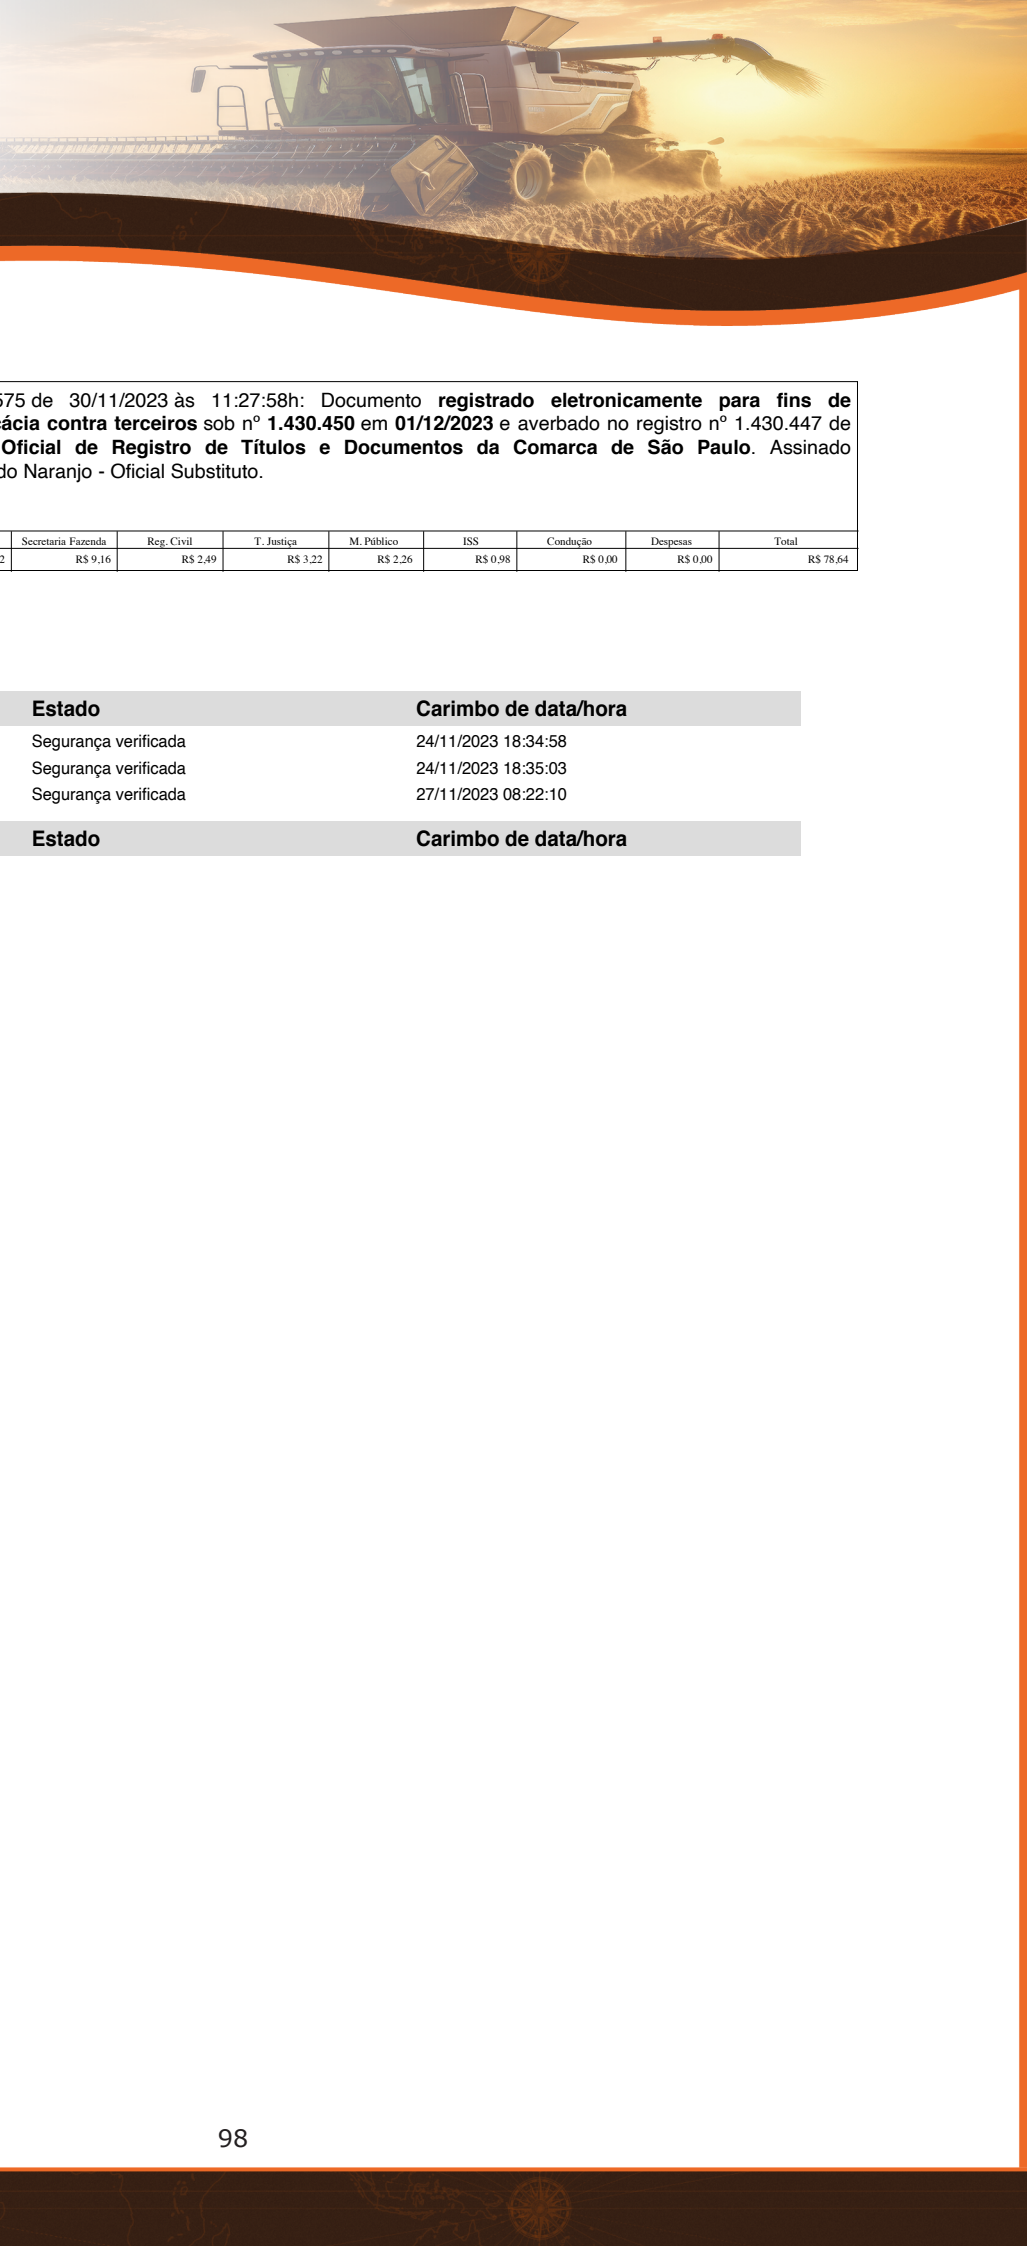 575 de 30/11/2023 às 11:27:58h: Documento registrado eletronicamente para fins de
contra terceiros sob nº 1.430.450 em 01/12/2023 e averbado no registro nº 1.430.447 de
Oficial de Registro de Títulos e Documentos da Comarca de São Paulo. Assinado
do Naranjo - Oficial Substituto.
Secretaria Fazenda Reg. Civil T. Justiça M. Público ISS Condução Despesas Total
2 R$ 9,16 R$ 2,49 R$ 3,22 R$ 2,26 R$ 0,98 R$ 0,00 R$ 0,00 R$ 78,64
Estado Carimbo de data/hora
Segurança verificada 24/11/2023 18:34:58
Segurança verificada 24/11/2023 18:35:03
Segurança verificada 27/11/2023 08:22:10
Estado Carimbo de data/hora
98